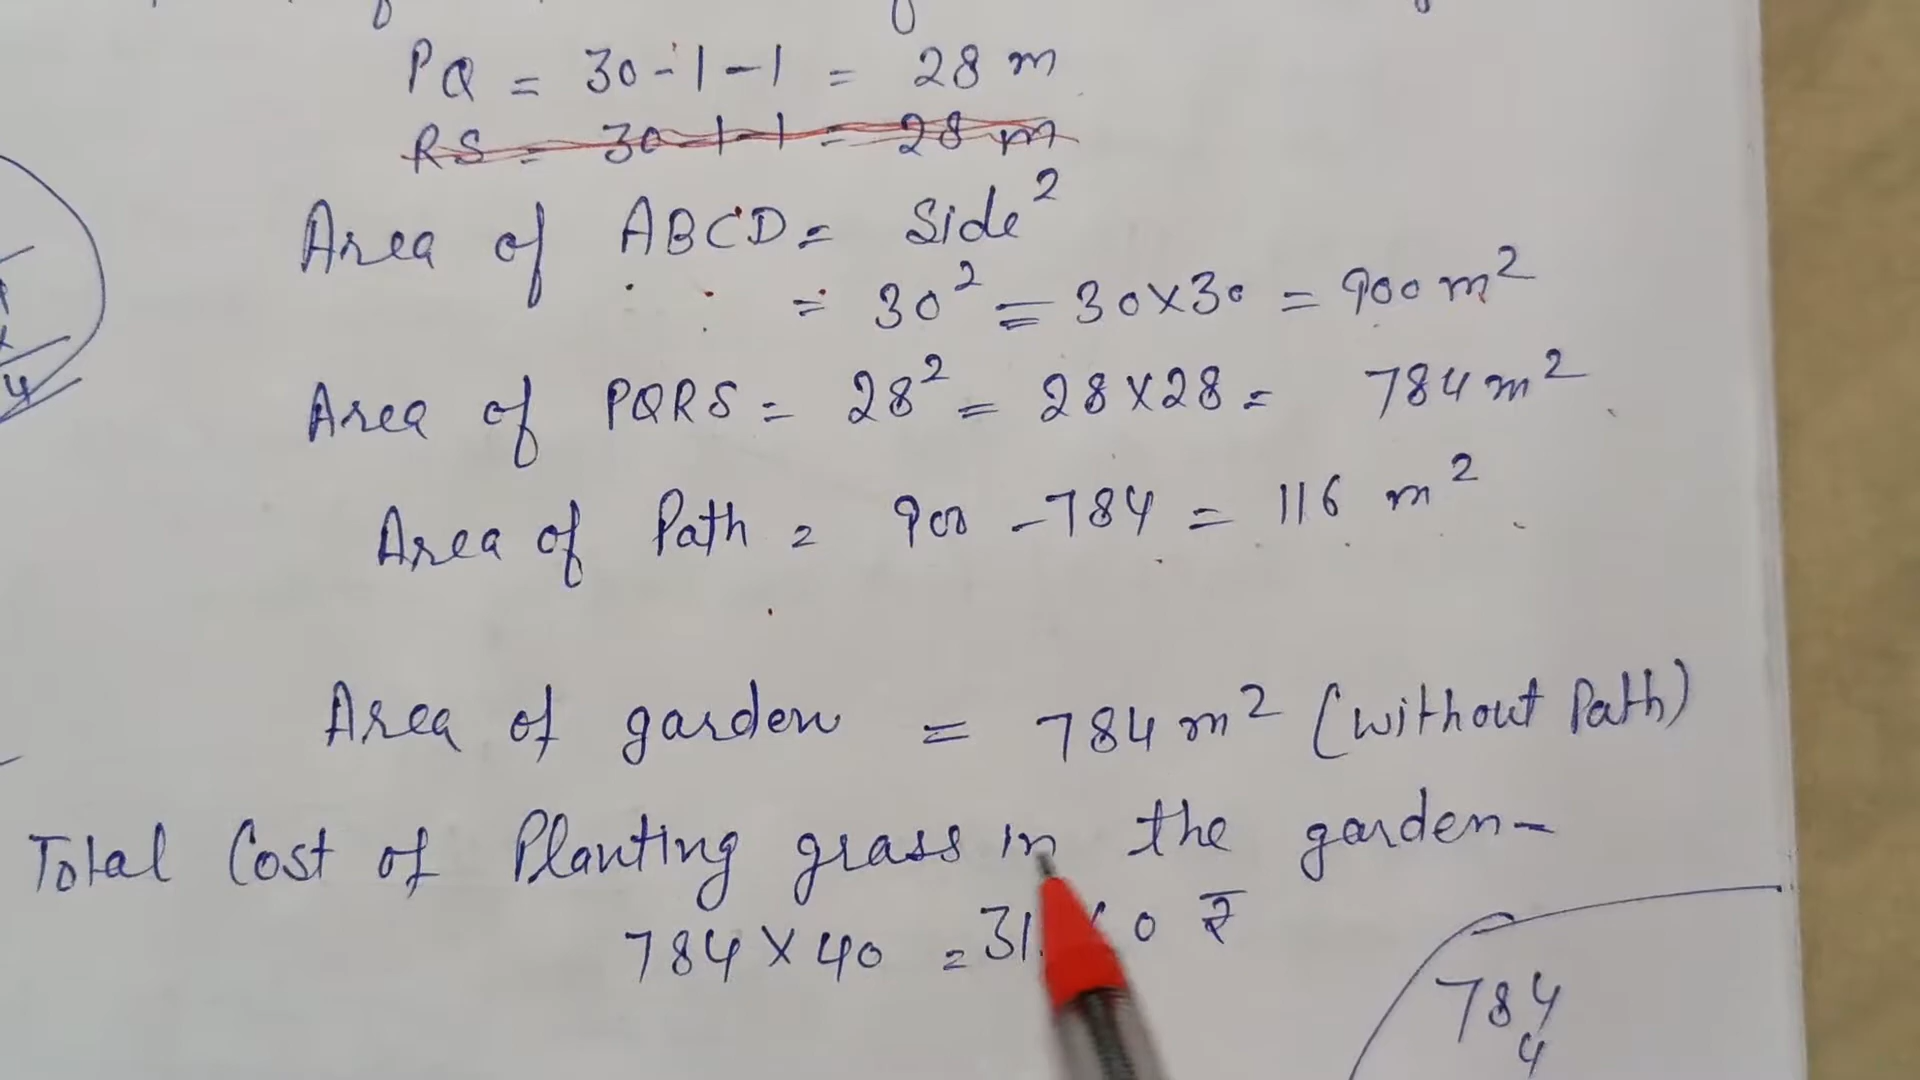 PQ = 30-1-1 = 28 m
RS = 30-1-1 = 28 m
Area of ABCD = Side²
= 30² = 30×30 = 900 m²
Area of PQRS = 28² = 28×28 = 784 m²
Area of Path = 900 - 784 = 116 m²
Area of garden = 784 m² (without Path)
Total Cost of Planting grass in the garden-
784 × 40 = ₹
784
4